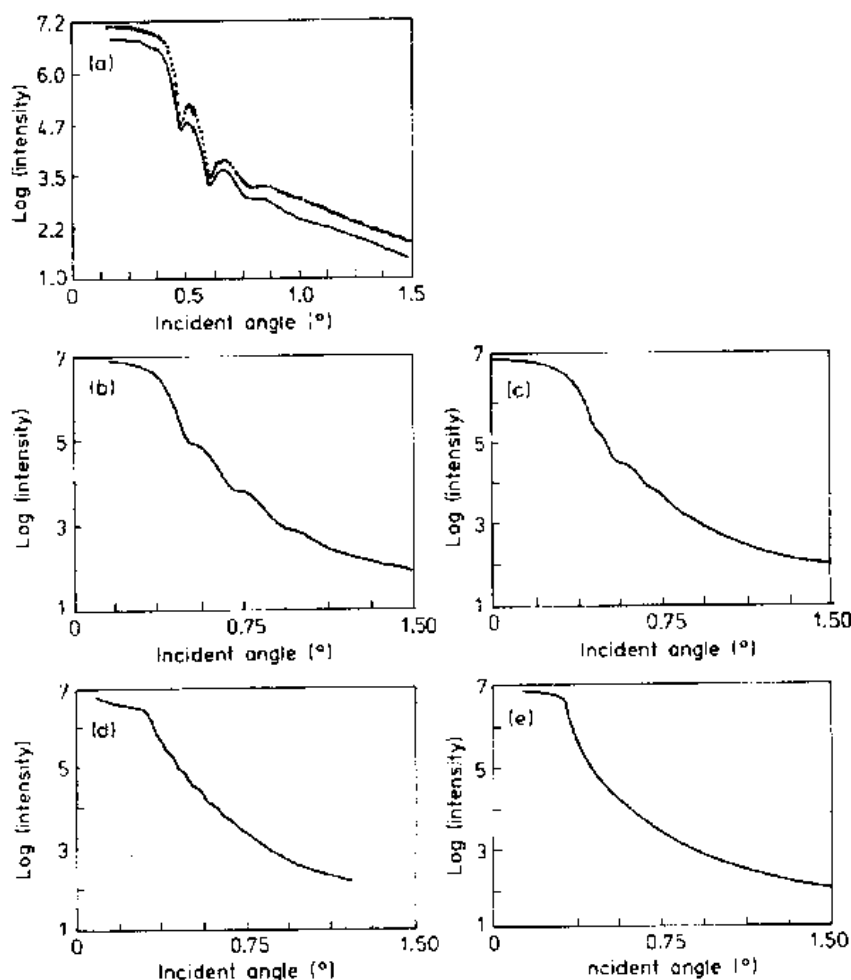 7.2
(a)
6.0
4.7
3.5
2.2
1.0
Log (intensity)
0 0.5 1.0 1.5
Incident angle (°)
7
(b)
5
3
1
Log (intensity)
0 0.75 1.50
Incident angle (°)
7
(c)
5
3
1
Log (intensity)
0 0.75 1.50
Incident angle (°)
7
(d)
5
3
1
Log (intensity)
0 0.75 1.50
Incident angle (°)
7
(e)
5
3
1
Log (intensity)
0 0.75 1.50
ncident angle (°)